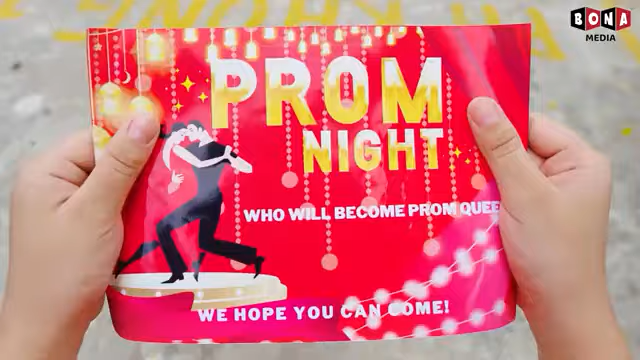 BONA
MEDIA
PROM
NIGHT
WHO WILL BECOME PROM QUEE
WE HOPE YOU CAN COME!